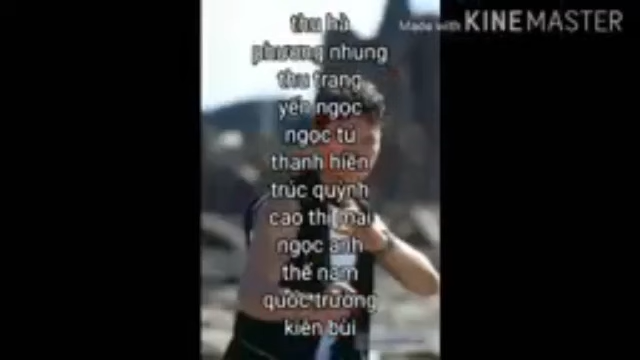 Made with KINEMASTER
thu hà
phương nhung
thu trang
yến ngọc
ngọc tú
thanh hiên
trúc quỳnh
cao thị mai
ngọc anh
thế nam
quốc trường
kiên bùi